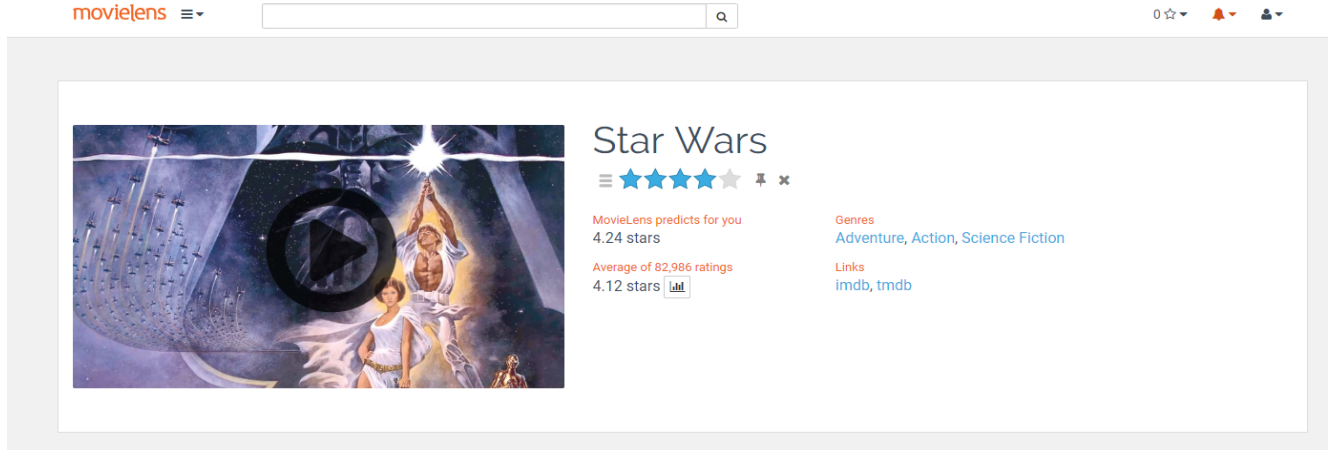 movielens
0
Star Wars
MovieLens predicts for you
4.24 stars
Average of 82,986 ratings
4.12 stars
Genres
Adventure, Action, Science Fiction
Links
imdb, tmdb